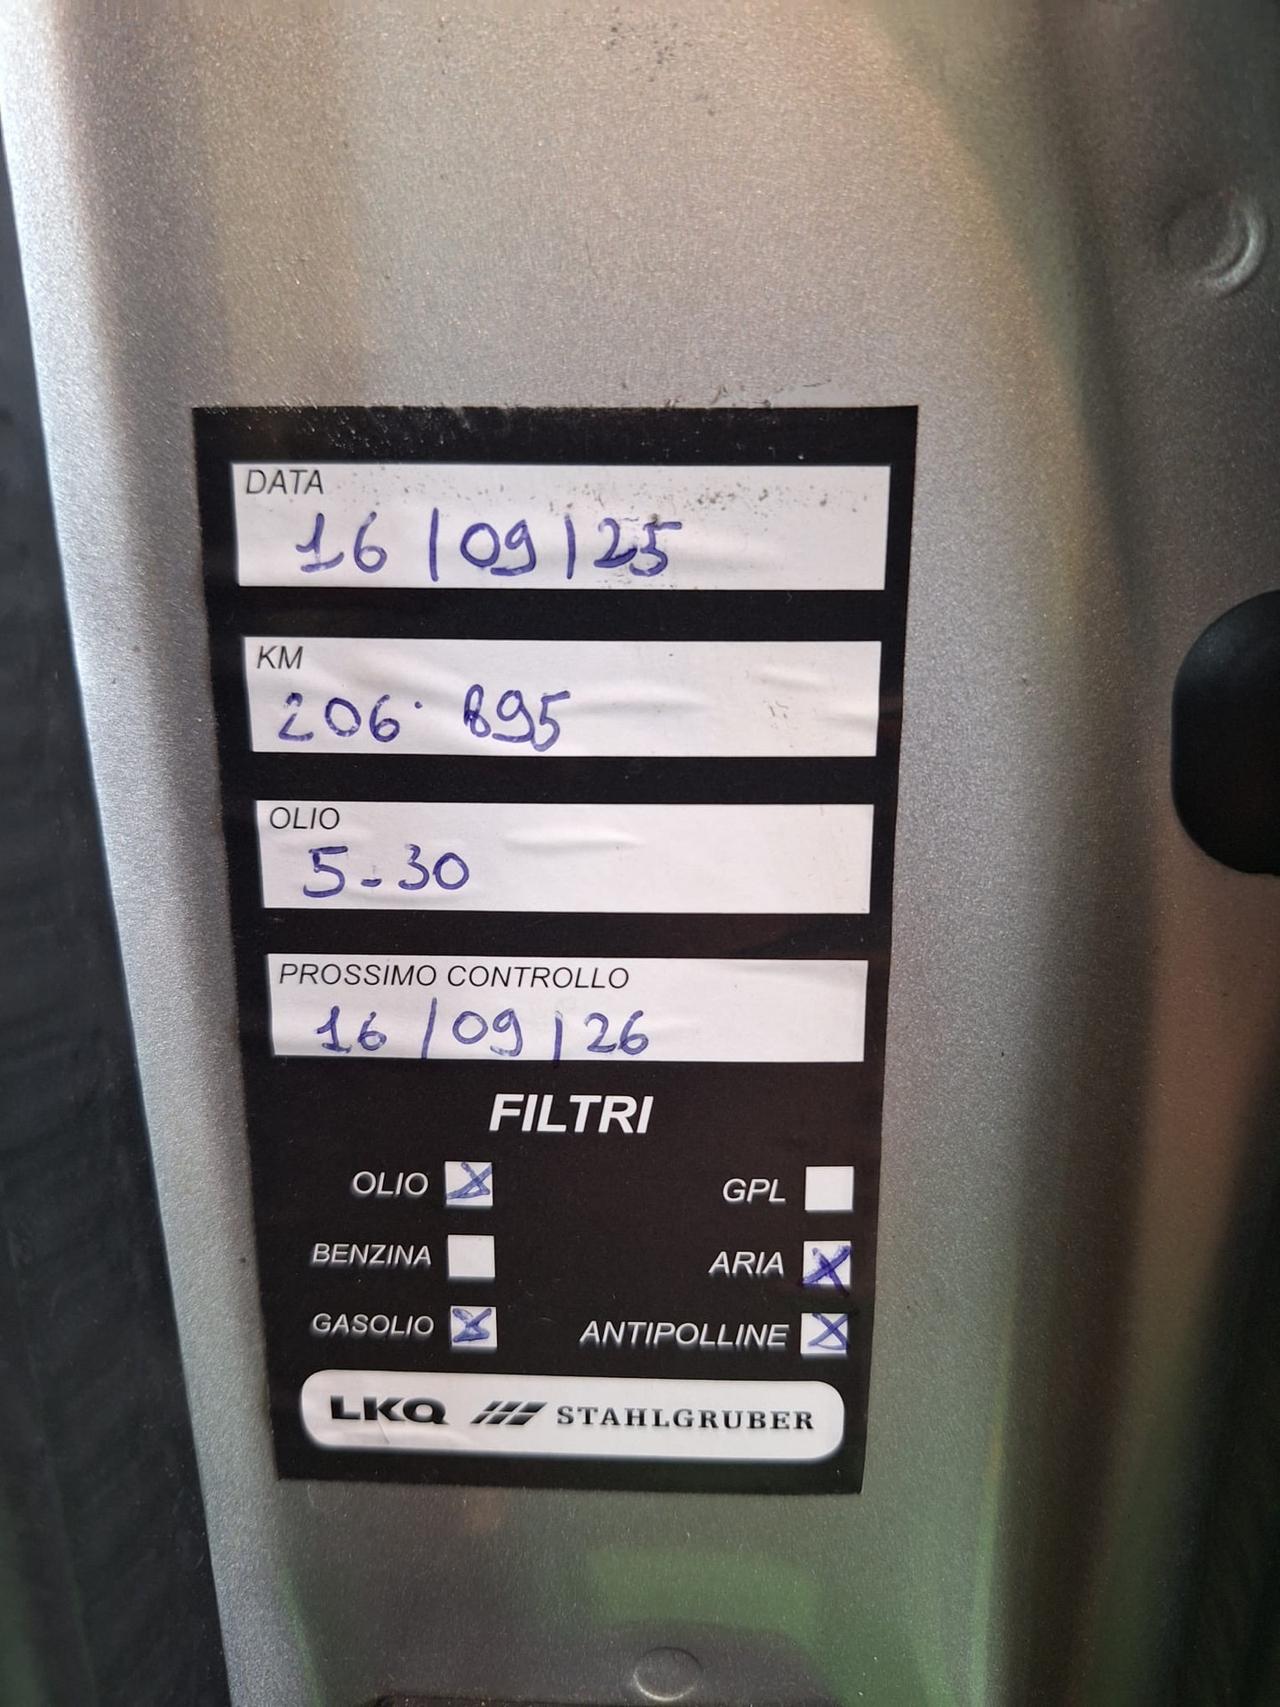 DATA
16/09/25
KM
206·895
OLIO
5-30
PROSSIMO CONTROLLO
16/09/26
FILTRI
OLIO GPL
BENZINA ARIA
GASOLIO ANTIPOLLINE
LKQ STAHLGRUBER